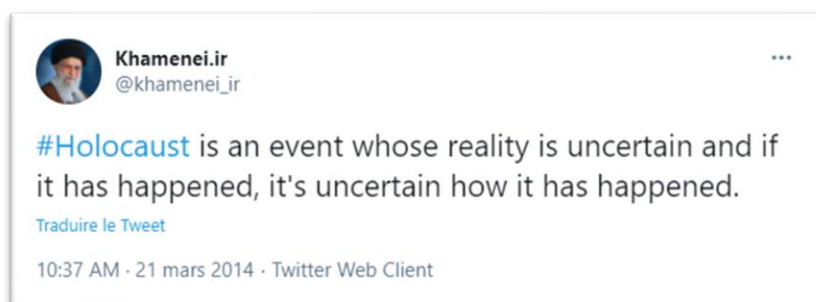 Khamenei.ir
@khamenei_ir
#Holocaust is an event whose reality is uncertain and if
it has happened, it's uncertain how it has happened.
Traduire le Tweet
10:37 AM · 21 mars 2014 · Twitter Web Client